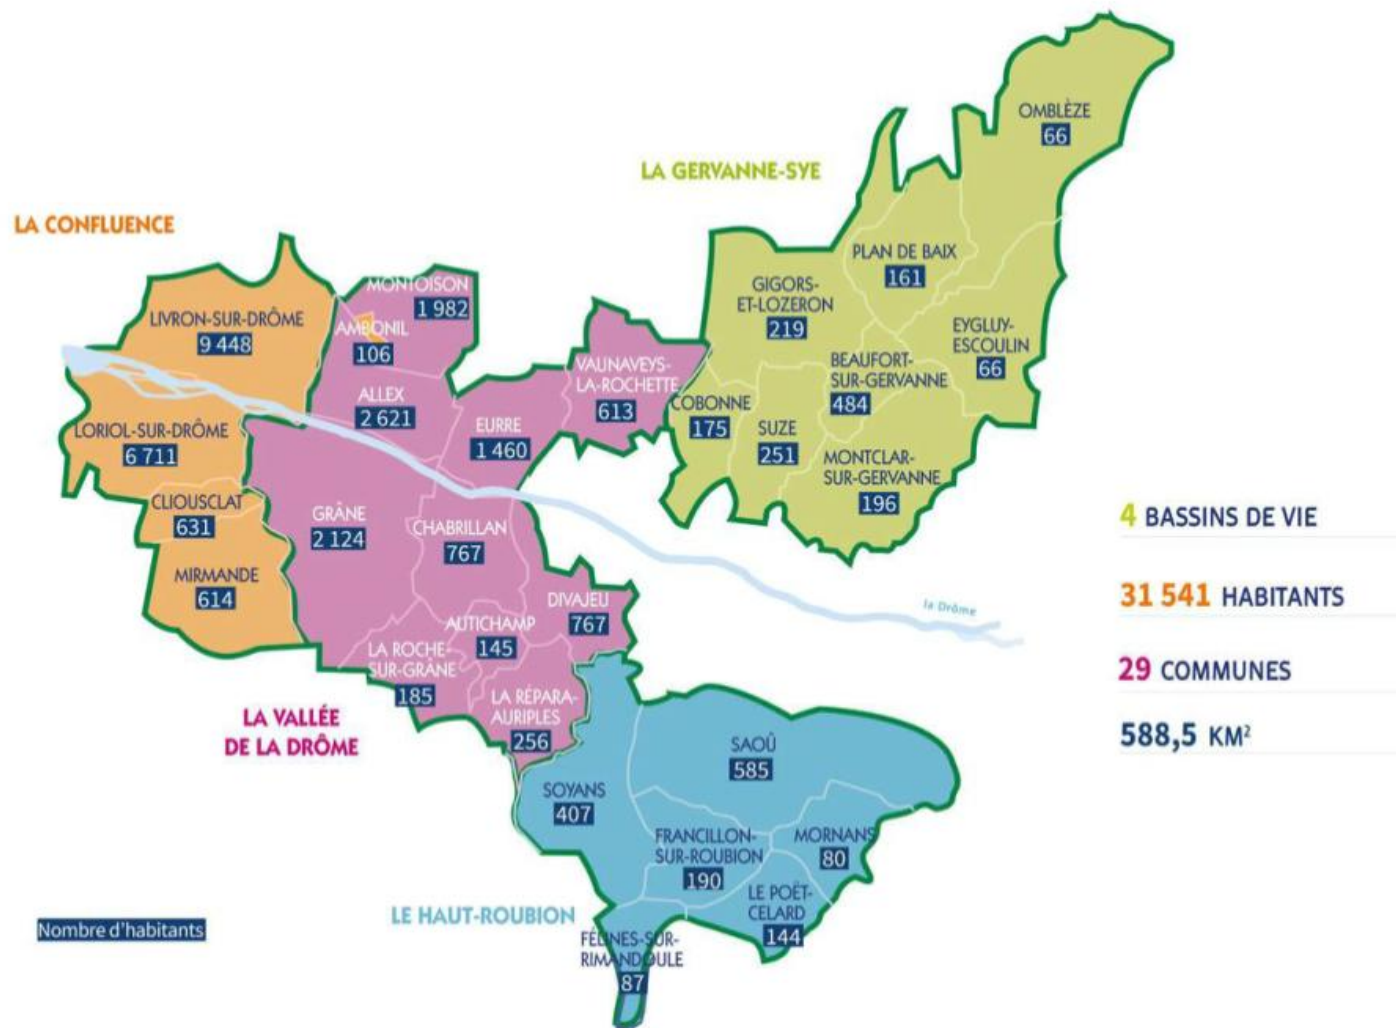 OMBLÈZE
66
LA GERVANNE-SYE
LA CONFLUENCE
PLAN DE BAIX
161
GIGORS-
ET-LOZERON
219
MONTOISON
1 982
LIVRON-SUR-DRÔME
9 448
AMBONIL
106
EYGLUY-
ESCOULIN
66
BEAUFORT-
SUR-GERVANNE
484
VAUNAVEYS-
LA-ROCHETTE
613
ALLEX
2 621
COBONNE
175
EURRE
1 460
SUZE
251
LORIOL-SUR-DRÔME
6 711
MONTCLAR-
SUR-GERVANNE
196
CLIOUSCLAT
631
GRÂNE
2 124
CHABRILLAN
767
4 BASSINS DE VIE
MIRMANDE
614
31 541 HABITANTS
DIVAJEU
767
la Drôme
AUTICHAMP
145
LA ROCHE-
SUR-GRÂNE
185
29 COMMUNES
LA RÉPARA-
AURIPLES
256
LA VALLÉE
DE LA DRÔME
588,5 KM²
SAOÛ
585
SOYANS
407
FRANCILLON-
SUR-ROUBION
190
MORNANS
80
LE POËT-
CELARD
144
LE HAUT-ROUBION
Nombre d'habitants
FÉLINES-SUR-
RIMANDOULE
87